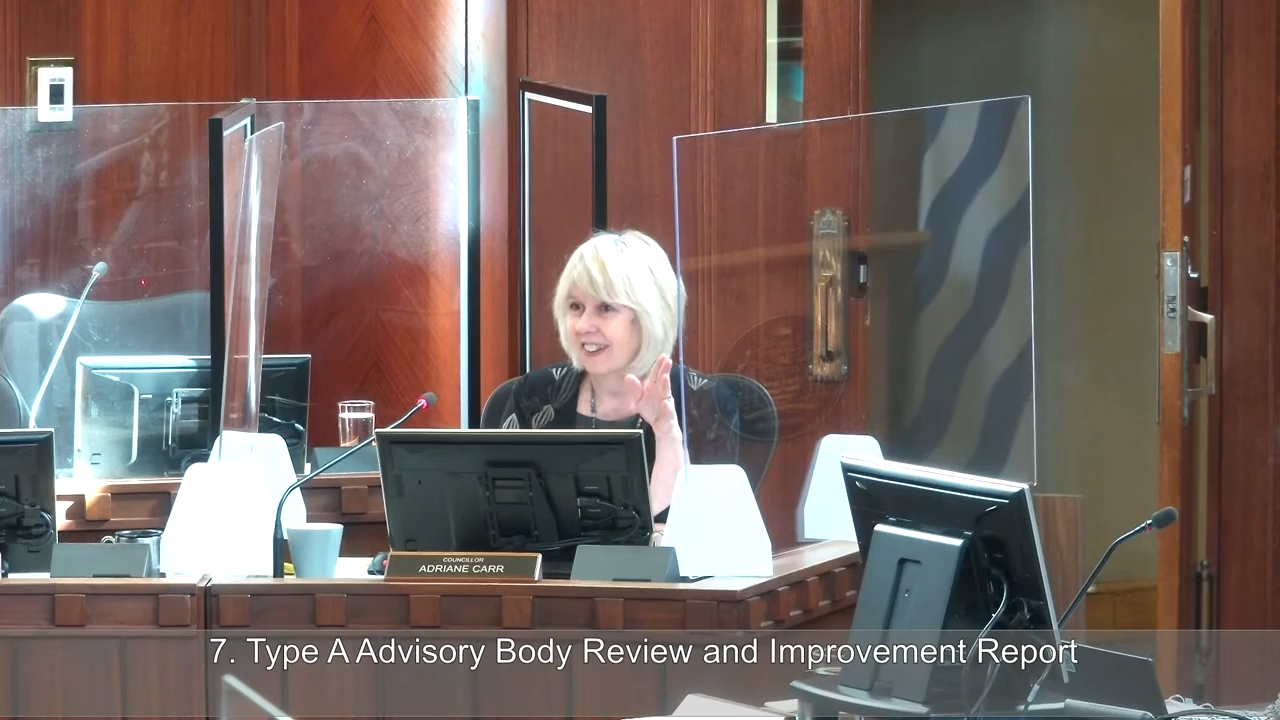 COUNCILLOR
ADRIANE CARR
7. Type A Advisory Body Review and Improvement Report